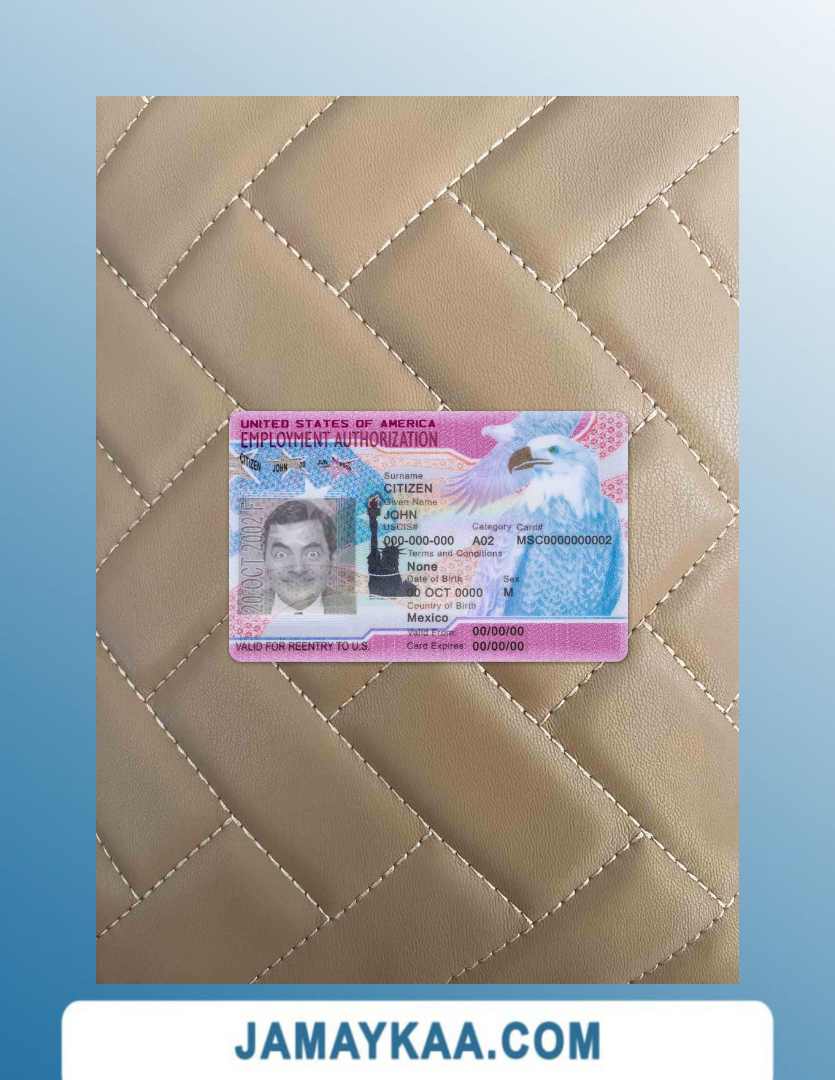 UNITED STATES OF AMERICA
EMPLOYMENT AUTHORIZATION
CITIZEN JOHN
Surname
CITIZEN
Given Name
JOHN
USCIS# Category Card#
000-000-000 A02 MSC0000000002
Terms and Conditions
None
Date of Birth Sex
00 OCT 0000 M
Country of Birth
Mexico
Valid From: 00/00/00
Card Expires: 00/00/00
20 OCT 2002 F
VALID FOR REENTRY TO U.S.
JAMAYKAA.COM